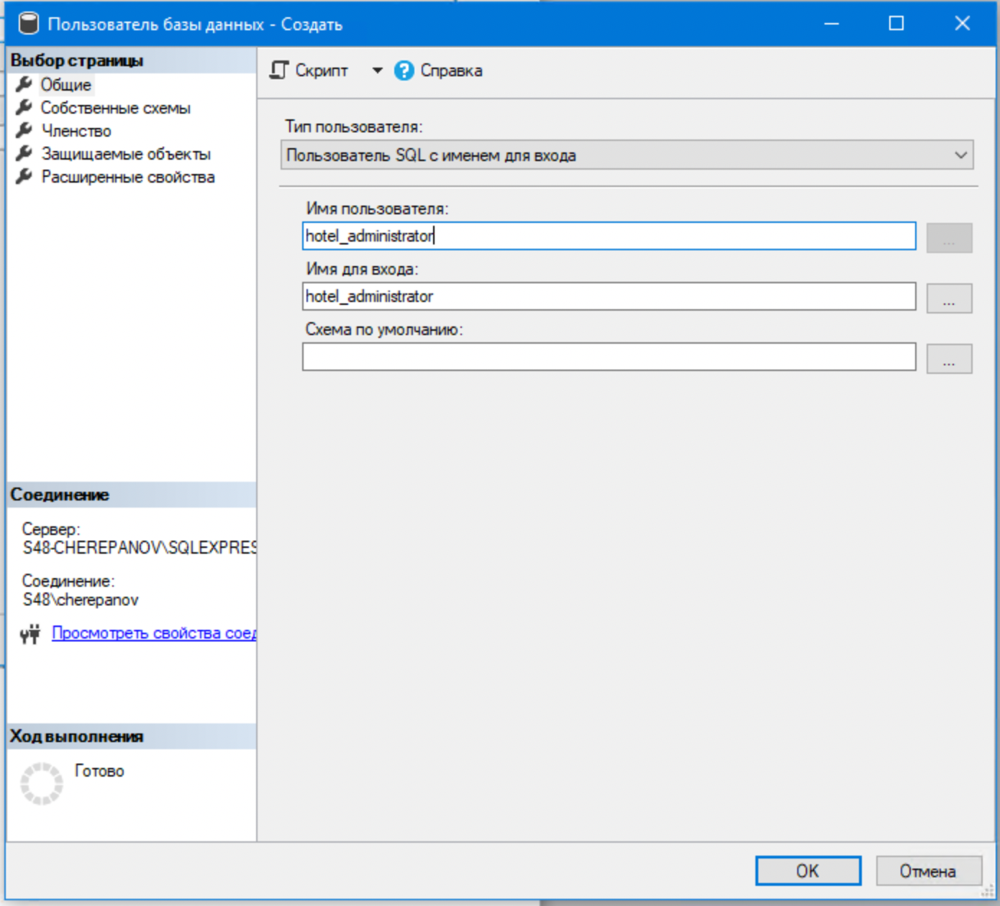 Пользователь базы данных - Создать
Выбор страницы
Общие
Собственные схемы
Членство
Защищаемые объекты
Расширенные свойства
Скрипт
Справка
Тип пользователя:
Пользователь SQL с именем для входа
Имя пользователя:
hotel_administrator
...
Имя для входа:
hotel_administrator
...
Схема по умолчанию:
...
Соединение
Сервер:
S48-CHEREPANOV\SQLEXPRES
Соединение:
S48\cherepanov
Просмотреть свойства соед
Ход выполнения
Готово
OK
Отмена